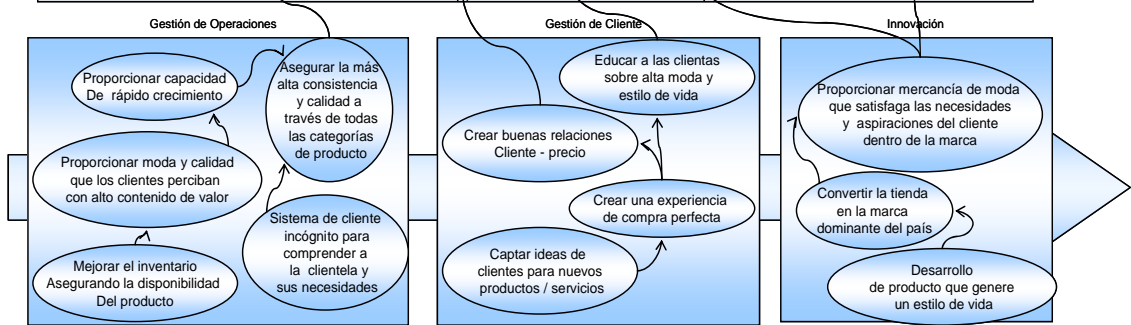 Gestión de Operaciones
Proporcionar capacidad
De rápido crecimiento
Asegurar la más
alta consistencia
y calidad a
través de todas
las categorías
de producto
Proporcionar moda y calidad
que los clientes perciban
con alto contenido de valor
Sistema de cliente
incógnito para
comprender a
la clientela y
sus necesidades
Mejorar el inventario
Asegurando la disponibilidad
Del producto
Gestión de Cliente
Educar a las clientas
sobre alta moda y
estilo de vida
Crear buenas relaciones
Cliente - precio
Crear una experiencia
de compra perfecta
Captar ideas de
clientes para nuevos
productos / servicios
Innovación
Proporcionar mercancía de moda
que satisfaga las necesidades
y aspiraciones del cliente
dentro de la marca
Convertir la tienda
en la marca
dominante del país
Desarrollo
de producto que genere
un estilo de vida